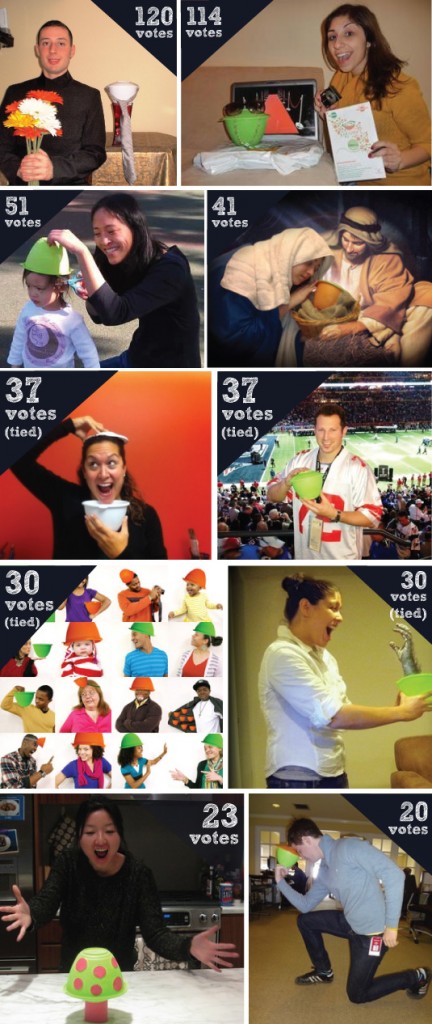 120
votes
114
votes
51
votes
41
votes
37
votes
(tied)
37
votes
(tied)
30
votes
(tied)
30
votes
(tied)
23
votes
20
votes